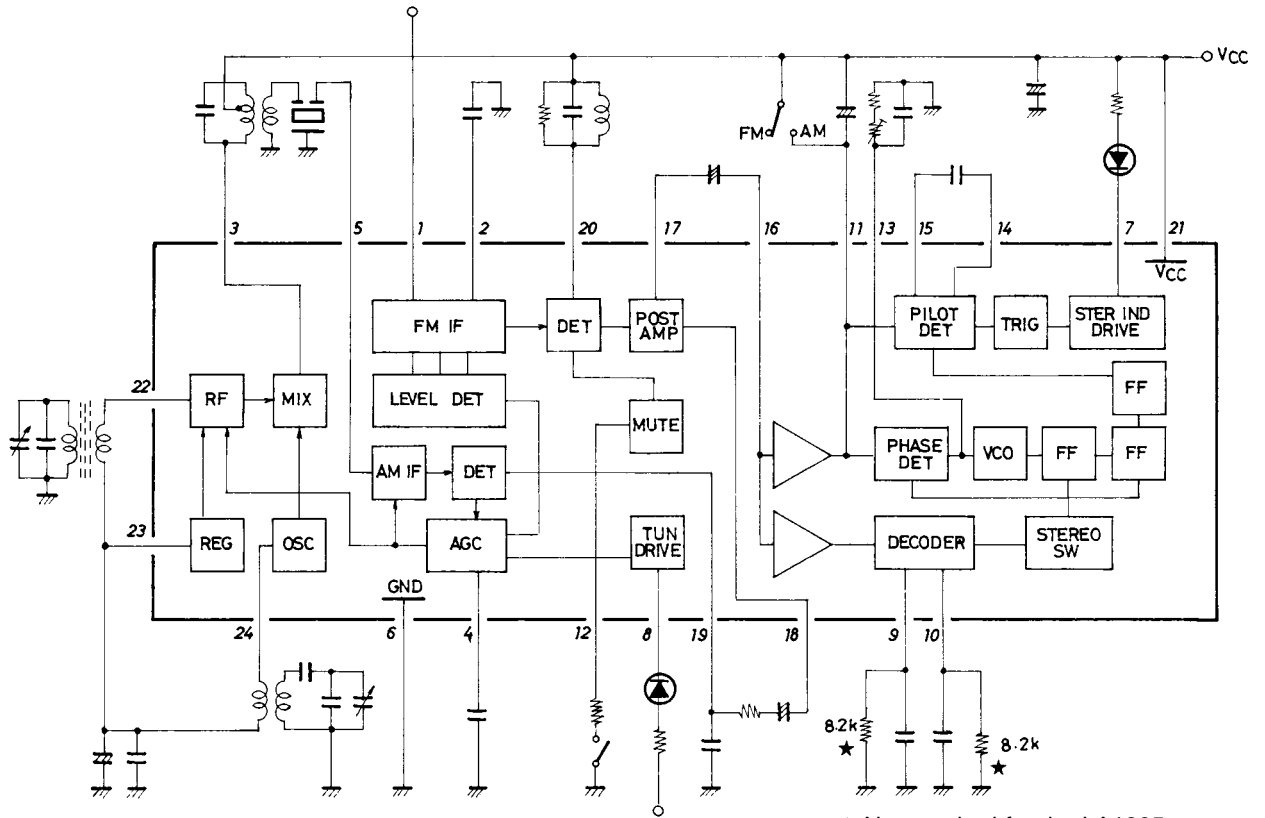 VCC
FM
AM
3
5
1
2
20
17
16
11
13
15
14
7
21
VCC
FM IF
DET
POST
AMP
PILOT
DET
TRIG
STER IND
DRIVE
22
RF
MIX
LEVEL DET
MUTE
FF
AM IF
DET
PHASE
DET
VCO
FF
FF
23
REG
OSC
AGC
TUN
DRIVE
DECODER
STEREO
SW
GND
24
6
4
12
8
19
18
9
10
8.2k
★
8.2k
★